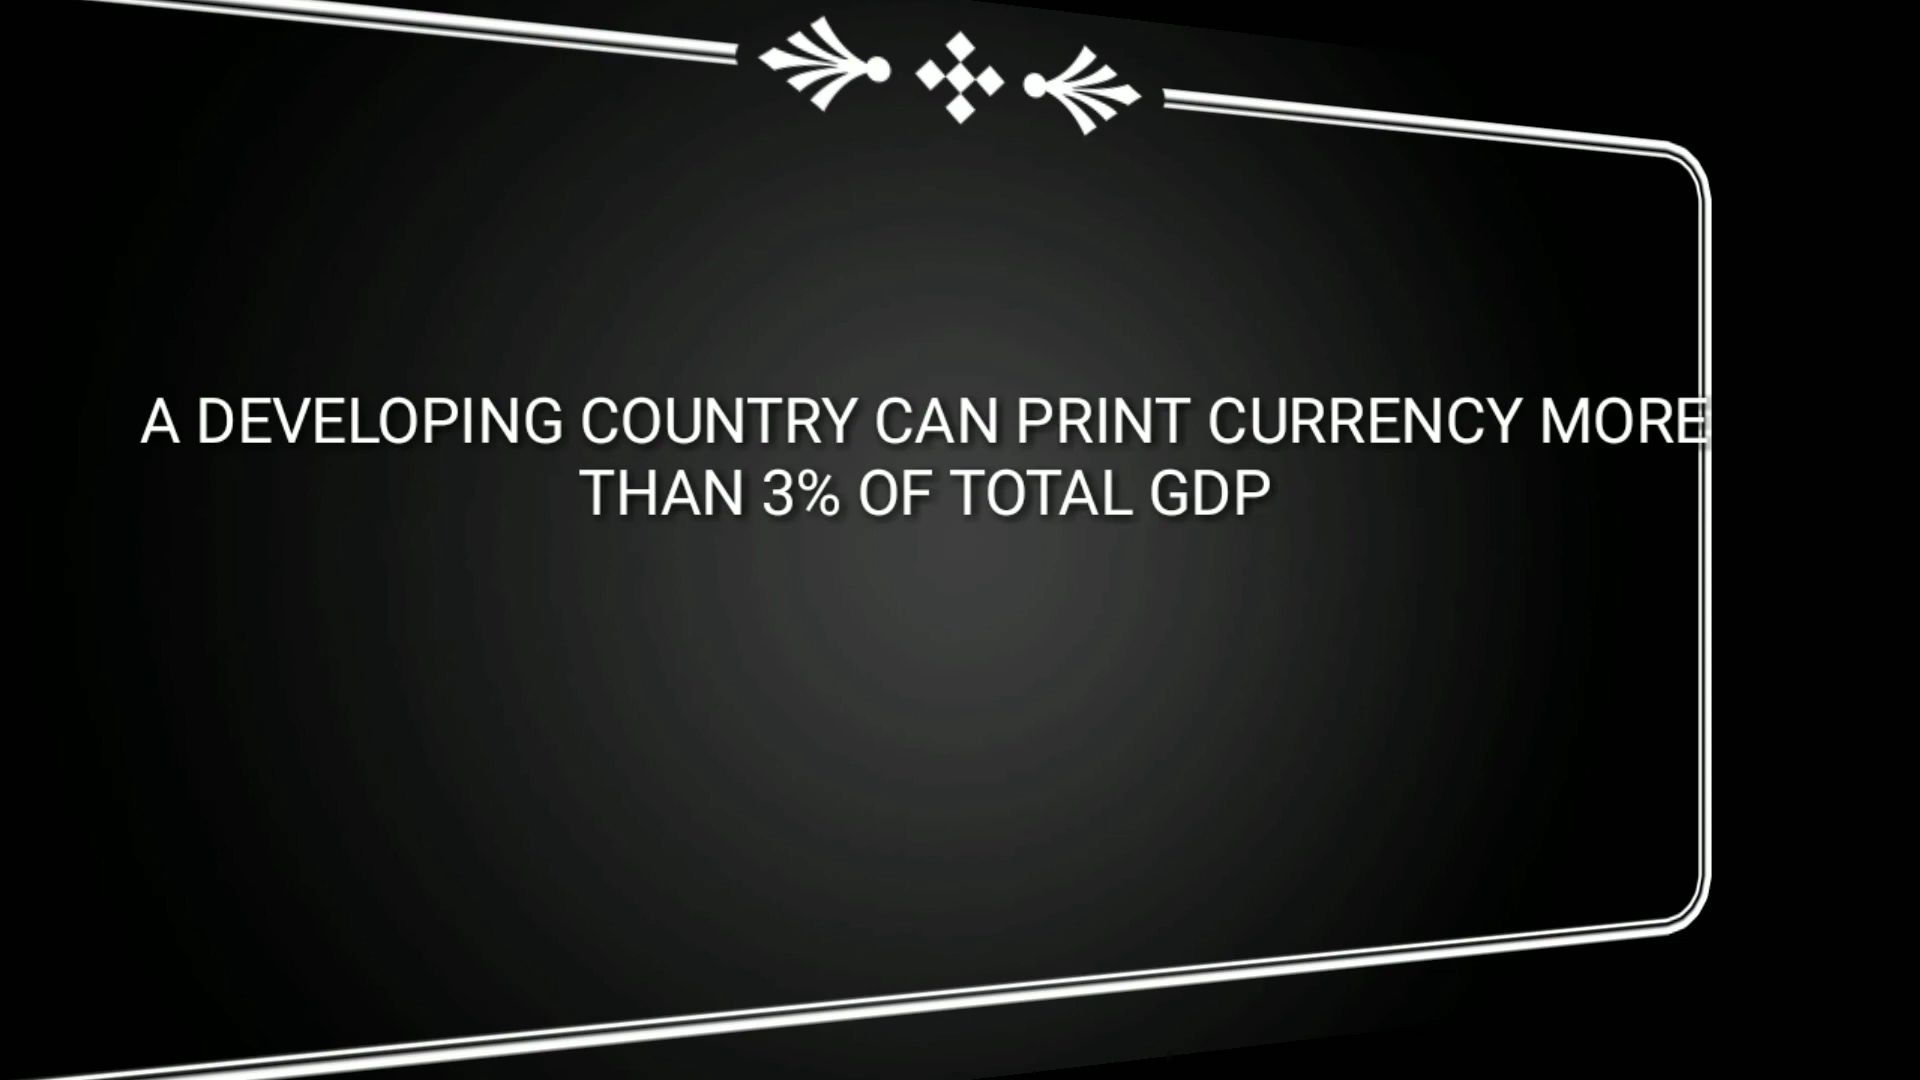 A DEVELOPING COUNTRY CAN PRINT CURRENCY MORE
THAN 3% OF TOTAL GDP